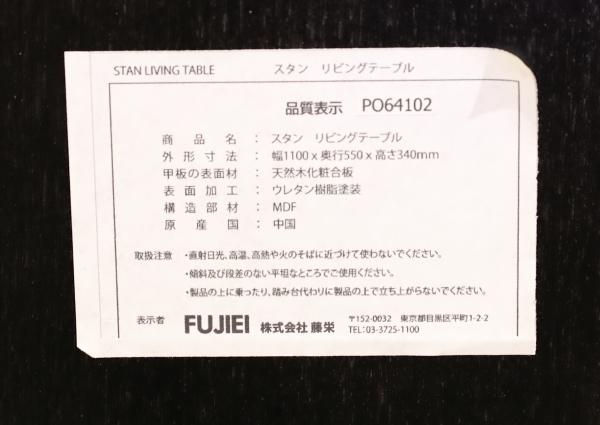 STAN LIVING TABLE スタン リビングテーブル
品質表示 PO64102
商品名：スタン リビングテーブル
外形寸法：幅1100 x 奥行550 x 高さ340mm
甲板の表面材：天然木化粧合板
表面加工：ウレタン樹脂塗装
構造部材：MDF
原産国：中国
取扱注意 ・直射日光、高温、高熱や火のそばに近づけて使わないでください。
・傾斜及び段差のない平坦なところでご使用ください。
・製品の上に乗ったり、踏み台代わりに製品の上で立ち上がらないでください。
表示者 FUJIEI 株式会社 藤栄 〒152-0032 東京都目黒区平町1-2-2
TEL：03-3725-1100